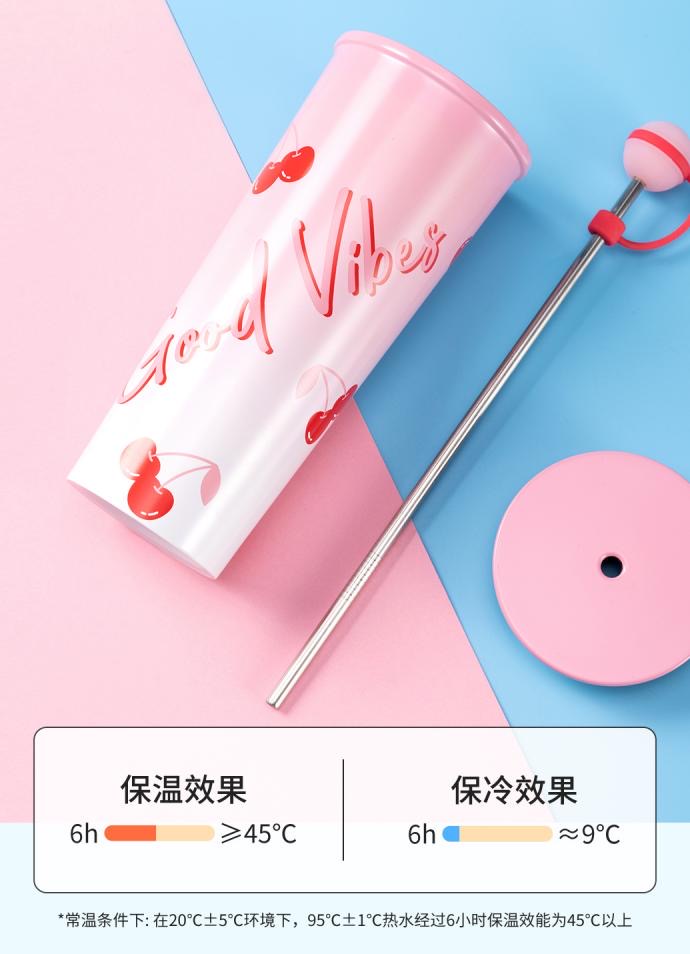 Good Vibes
保温效果
6h ⩾45℃
保冷效果
6h ≈9℃
*常温条件下: 在20℃±5℃环境下，95℃±1℃热水经过6小时保温效能为45℃以上